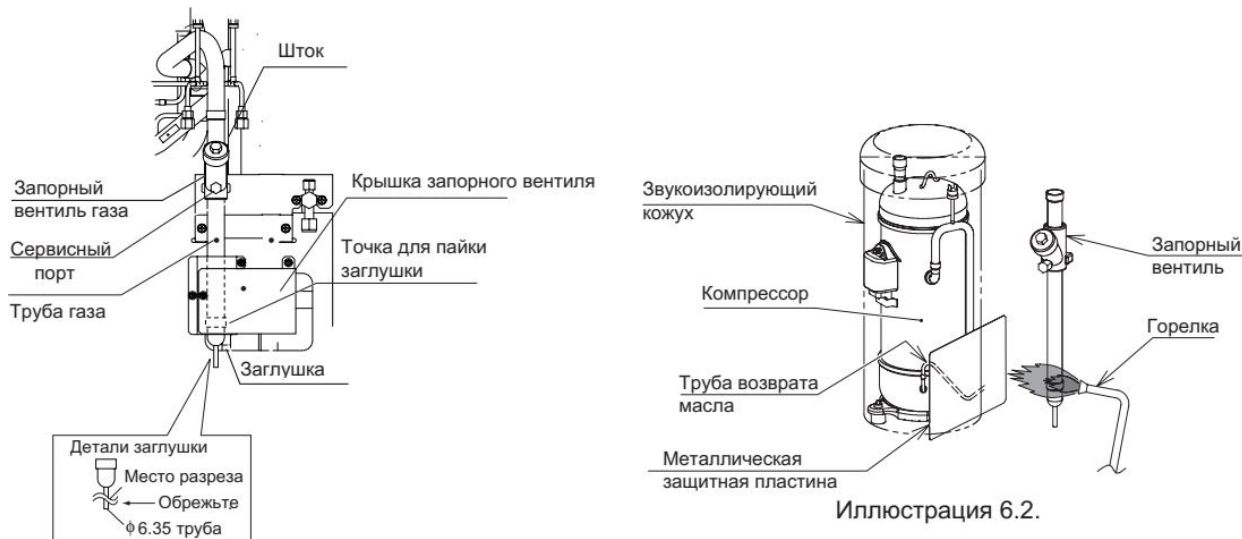 Шток
Запорный
вентиль газа
Крышка запорного вентиля
Сервисный
порт
Точка для пайки
заглушки
Труба газа
Заглушка
Детали заглушки
Место разреза
Обрежьте
ϕ 6.35 труба
Звукоизолирующий
кожух
Запорный
вентиль
Компрессор
Горелка
Труба возврата
масла
Металлическая
защитная пластина
Иллюстрация 6.2.